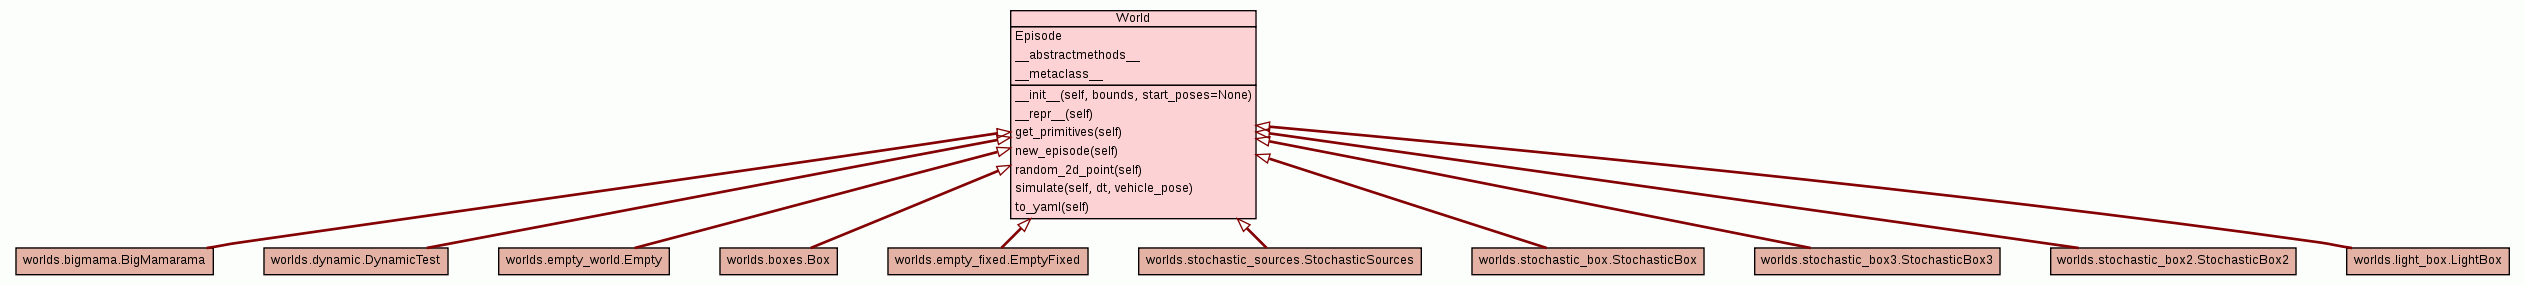 World
Episode
__abstractmethods__
__metaclass__
__init__(self, bounds, start_poses=None)
__repr__(self)
get_primitives(self)
new_episode(self)
random_2d_point(self)
simulate(self, dt, vehicle_pose)
to_yaml(self)
worlds.bigmama.BigMamarama
worlds.dynamic.DynamicTest
worlds.empty_world.Empty
worlds.boxes.Box
worlds.empty_fixed.EmptyFixed
worlds.stochastic_sources.StochasticSources
worlds.stochastic_box.StochasticBox
worlds.stochastic_box3.StochasticBox3
worlds.stochastic_box2.StochasticBox2
worlds.light_box.LightBox